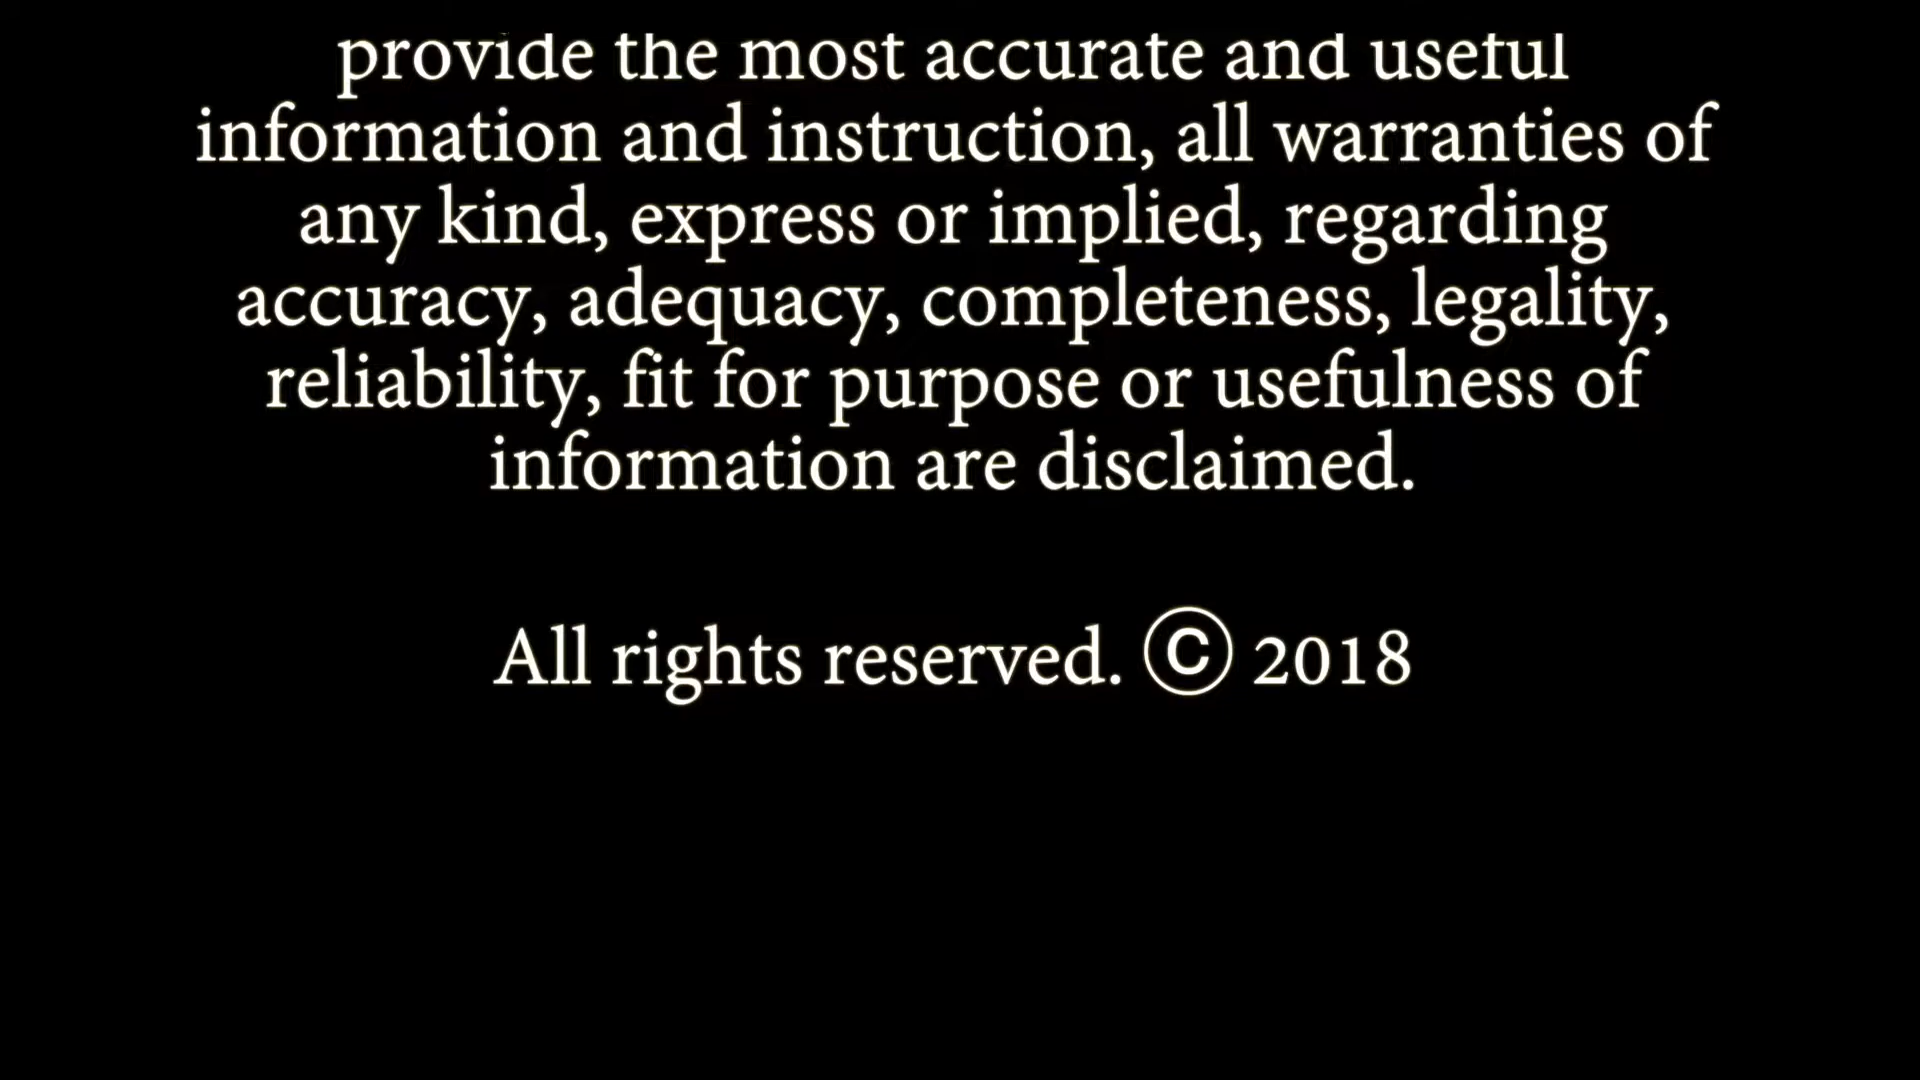 provide the most accurate and useful
information and instruction, all warranties of
any kind, express or implied, regarding
accuracy, adequacy, completeness, legality,
reliability, fit for purpose or usefulness of
information are disclaimed.
All rights reserved. © 2018